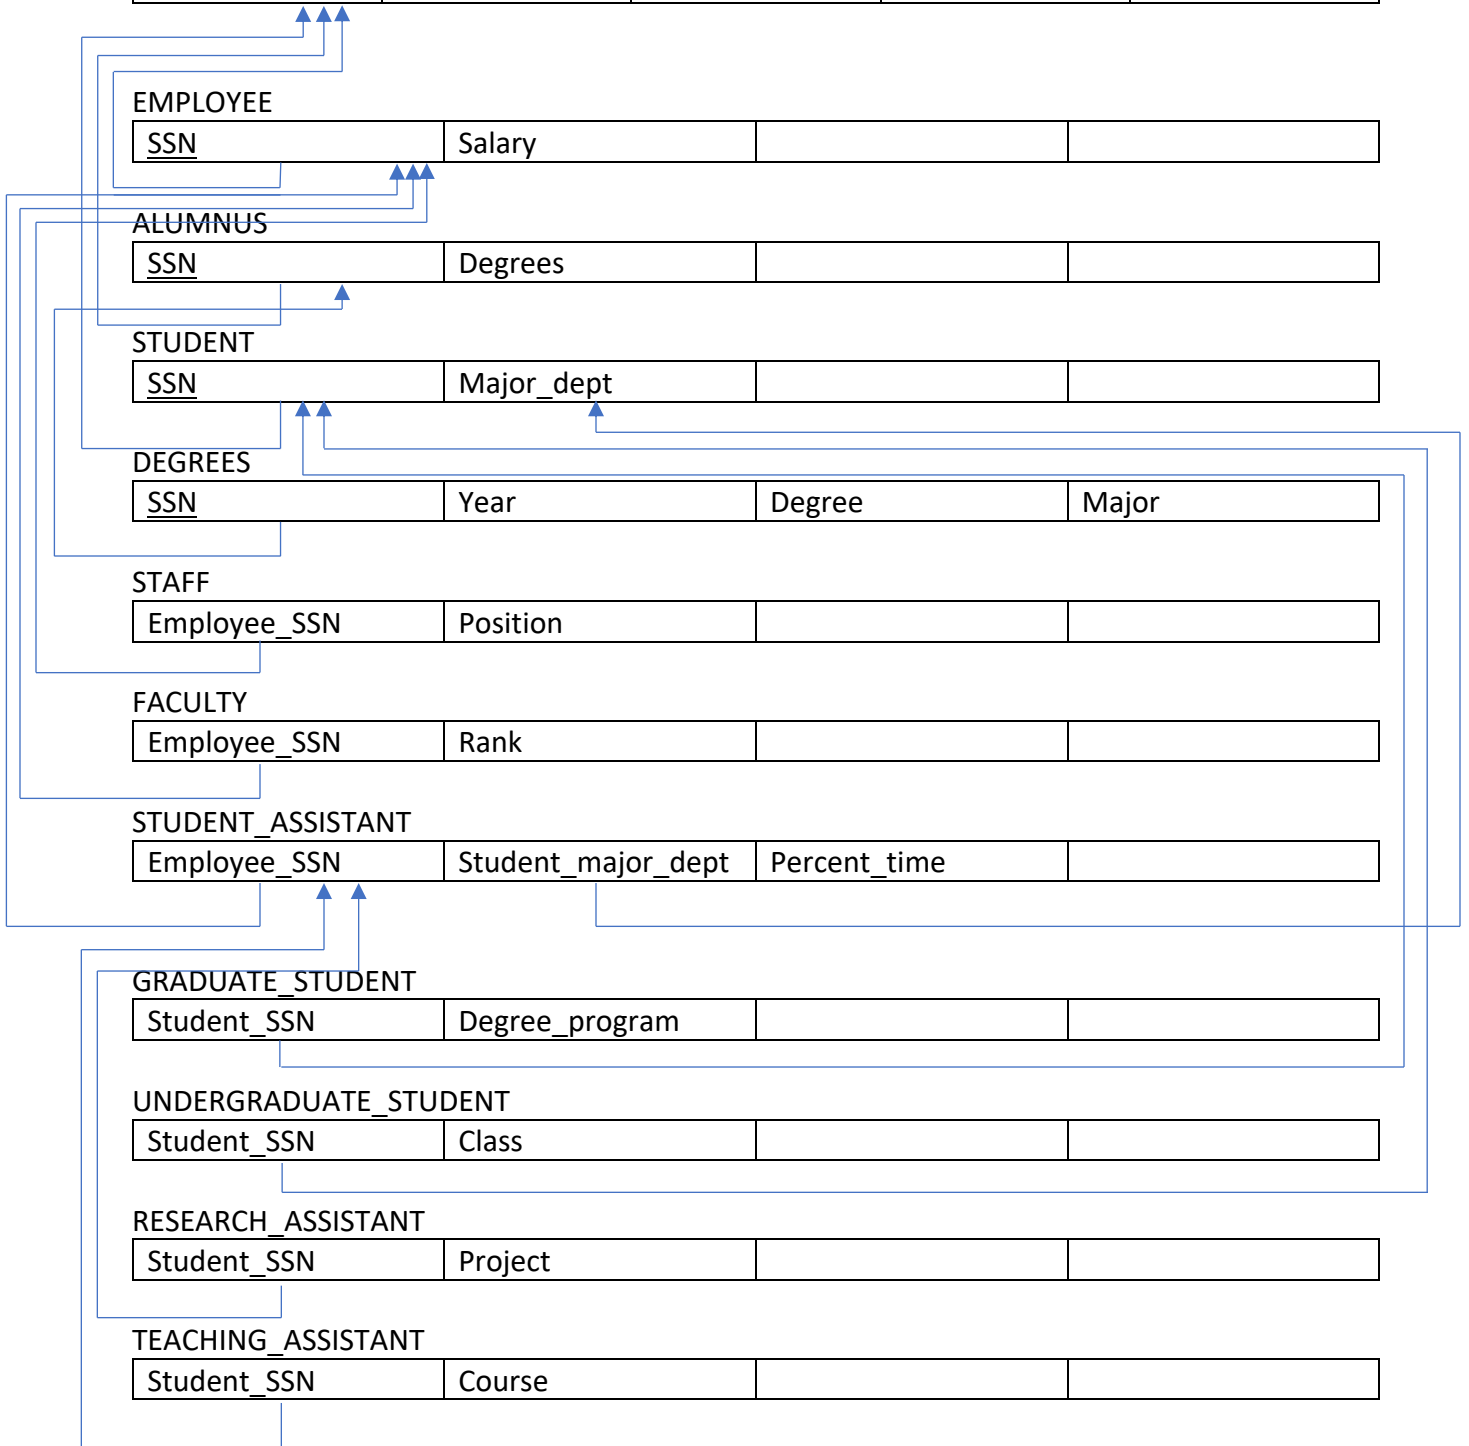 EMPLOYEE
SSN Salary
ALUMNUS
SSN Degrees
STUDENT
SSN Major_dept
DEGREES
SSN Year Degree Major
STAFF
Employee_SSN Position
FACULTY
Employee_SSN Rank
STUDENT_ASSISTANT
Employee_SSN Student_major_dept Percent_time
GRADUATE_STUDENT
Student_SSN Degree_program
UNDERGRADUATE_STUDENT
Student_SSN Class
RESEARCH_ASSISTANT
Student_SSN Project
TEACHING_ASSISTANT
Student_SSN Course